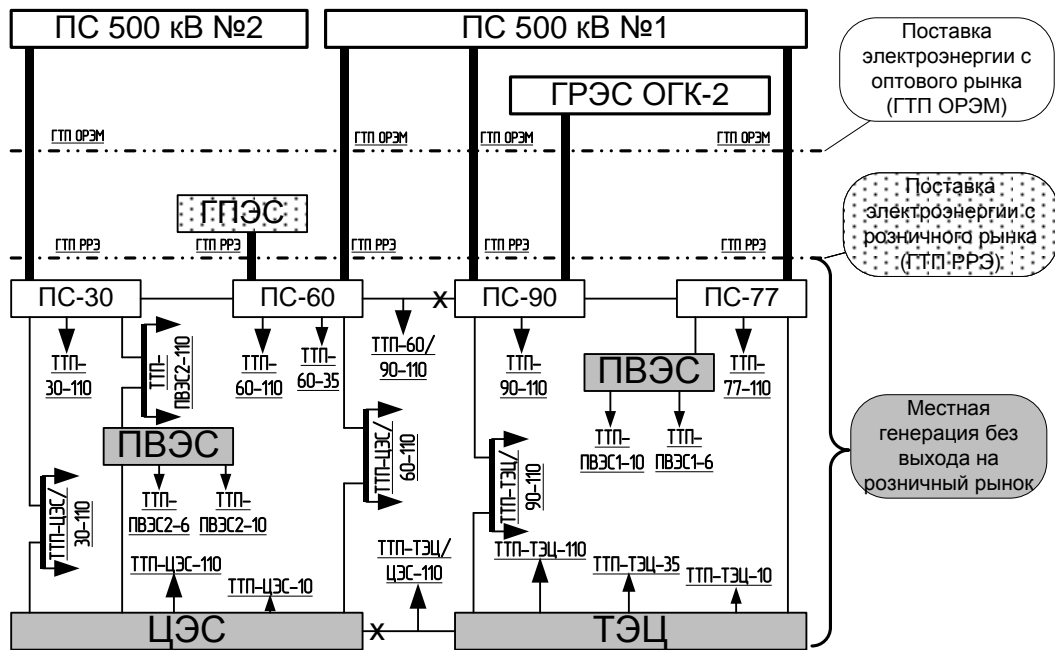 ПС 500 кВ №2
ПС 500 кВ №1
Поставка
электроэнергии с
оптового рынка
(ГТП ОРЭМ)
ГРЭС ОГК-2
ГТП ОРЭМ
ГТП ОРЭМ
ГТП ОРЭМ
ГТП ОРЭМ
ГПЭС
Поставка
электроэнергии с
розничного рынка
(ГТП РРЭ)
ГТП РРЭ
ГТП РРЭ
ГТП РРЭ
ГТП РРЭ
ГТП РРЭ
ПС-30
ПС-60
х
ПС-90
ПС-77
ТТП-
30-110
ТТП-
ПВЭС2-110
ТТП-
60-110
ТТП-
60-35
ТТП-60/
90-110
ТТП-
90-110
ПВЭС
ТТП-
77-110
ТТП-
ПВЭС1-10
ТТП-
ПВЭС1-6
Местная
генерация без
выхода на
розничный рынок
ПВЭС
ТТП-
ПВЭС2-6
ТТП-
ПВЭС2-10
ТТП-ЦЭС/
30-110
ТТП-ЦЭС/
60-110
ТТП-ТЭЦ/
90-110
ТТП-ЦЭС-110
ТТП-ЦЭС-10
ТТП-ТЭЦ/
ЦЭС-110
ТТП-ТЭЦ-110
ТТП-ТЭЦ-35
ТТП-ТЭЦ-10
ЦЭС
х
ТЭЦ